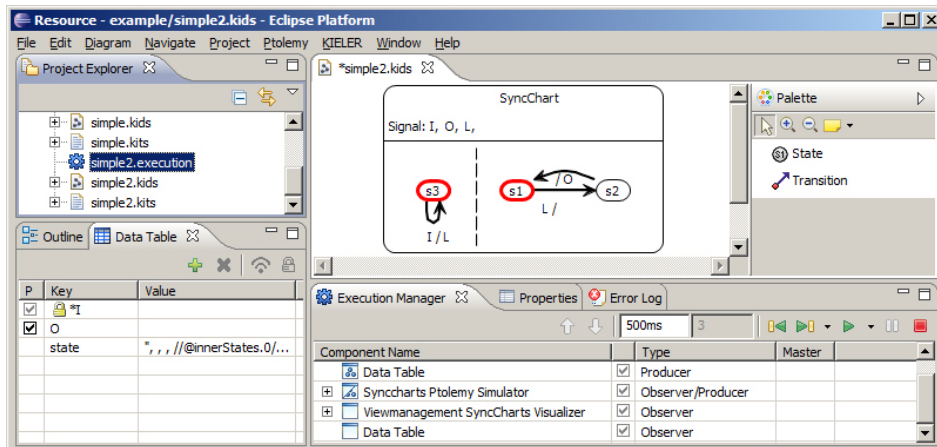 Resource - example/simple2.kids - Eclipse Platform
File Edit Diagram Navigate Project Ptolemy KIELER Window Help
Project Explorer
simple.kids
simple.kits
simple2.execution
simple2.kids
simple2.kits
*simple2.kids
SyncChart
Signal: I, O, L,
s3
I / L
s1
/ O
s2
L /
Palette
State
Transition
Outline Data Table
P Key Value
*I
O
state ", , , //@innerStates.0/...
Execution Manager Properties Error Log
500ms 3
Component Name Type Master
Data Table Producer
Synccharts Ptolemy Simulator Observer/Producer
Viewmanagement SyncCharts Visualizer Observer
Data Table Observer